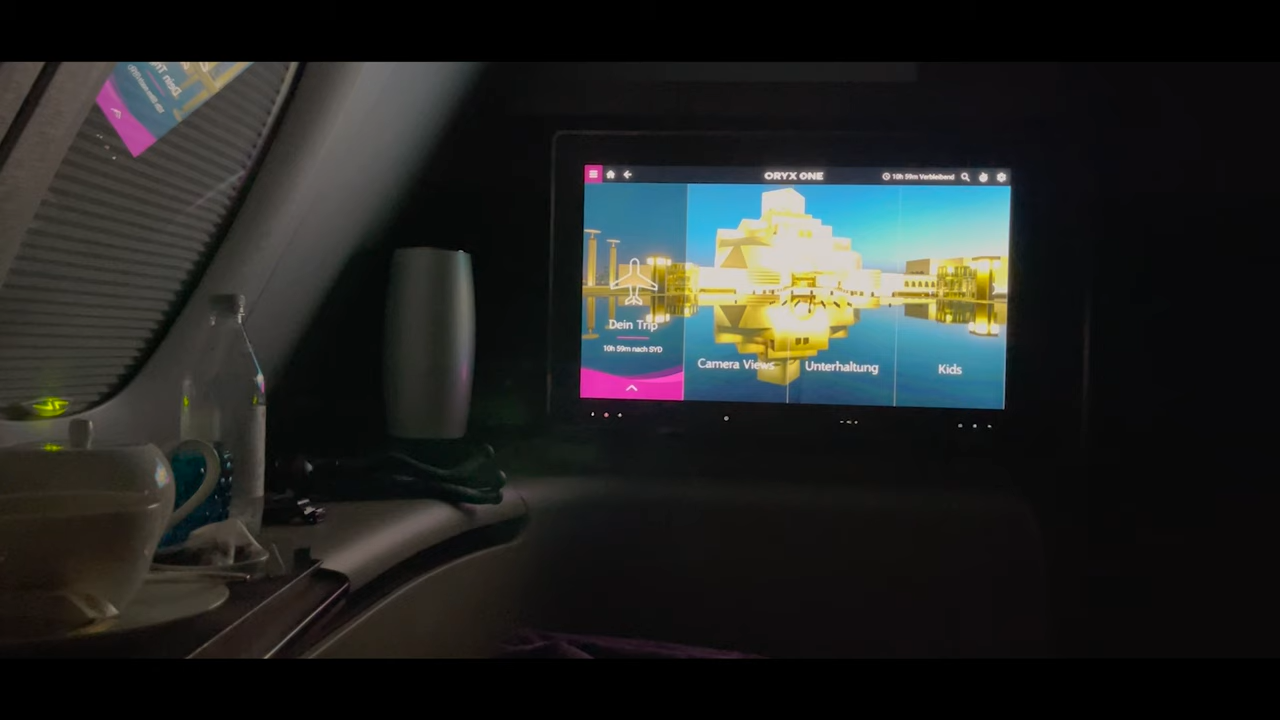 ORYX ONE
10h 59m Verbleibend
Dein Trip
10h 59m nach SYD
Camera Views
Unterhaltung
Kids